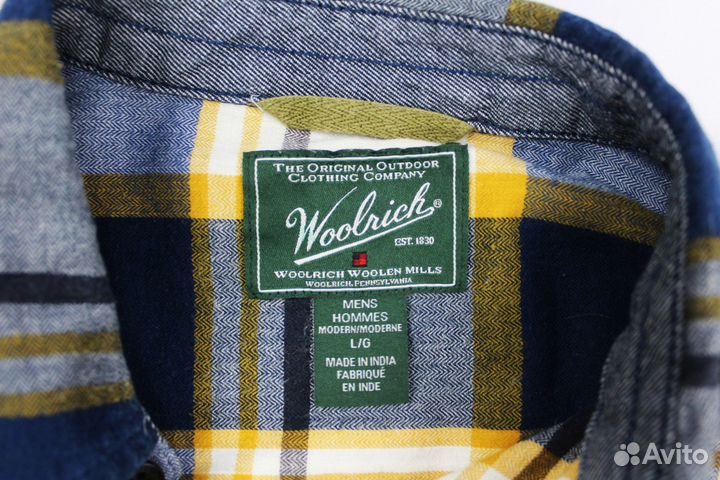 THE ORIGINAL OUTDOOR
CLOTHING COMPANY
Woolrich®
EST. 1830
WOOLRICH WOOLEN MILLS
WOOLRICH, PENNSYLVANIA
MENS
HOMMES
MODERN/MODERNE
L/G
MADE IN INDIA
FABRIQUÉ
EN INDE
Avito